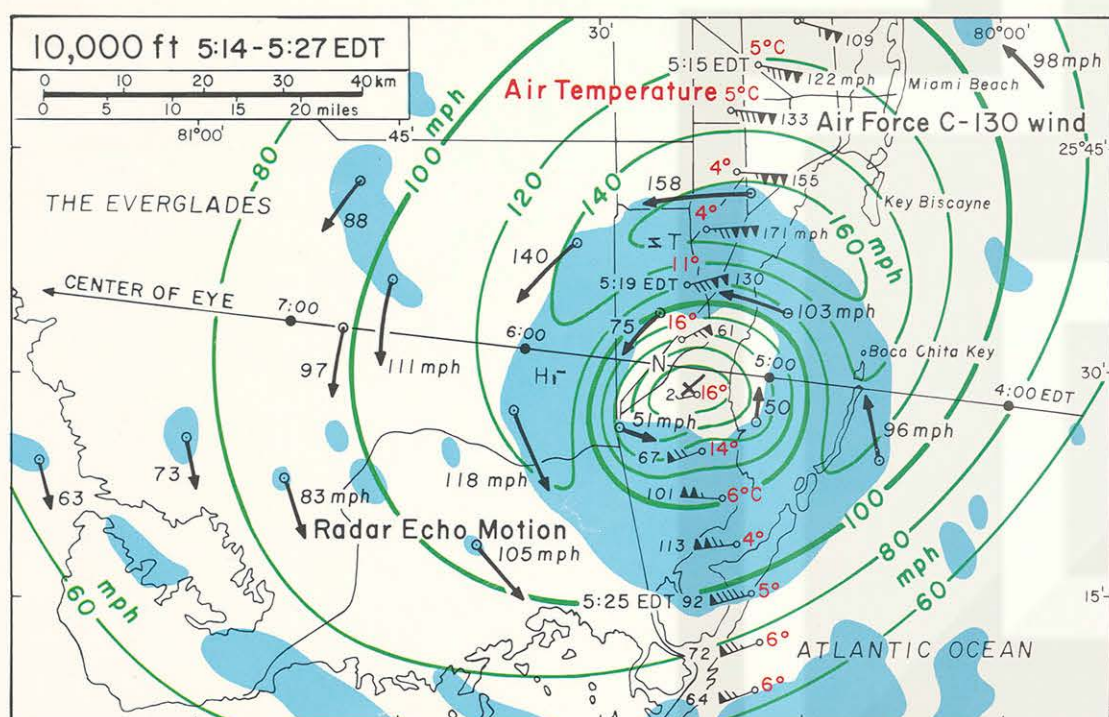 10,000 ft 5:14-5:27 EDT
0 10 20 30 40 km
0 10 20 miles
30'
80°00'
109
98 mph
5°C
5:15 EDT
122 mph
Miami Beach
Air Temperature 5°C
133
Air Force C-130 wind
81°00'
45'
100 mph
25°45'
80
120
140
4°
155
158
Key Biscayne
THE EVERGLADES
88
4°
171 mph
160 mph
140
11°
5:19 EDT
130
CENTER OF EYE
7:00
6:00
75
16°
61
103 mph
97
111 mph
N
5:00
Boca Chita Key
30'
4:00 EDT
2
16°
51 mph
50
96 mph
67
14°
73
63
118 mph
83 mph
101
6°C
100
Radar Echo Motion
105 mph
113
4°
80
mph
60
60
mph
5:25 EDT 92
5°
15'
72
6°
ATLANTIC OCEAN
64
6°